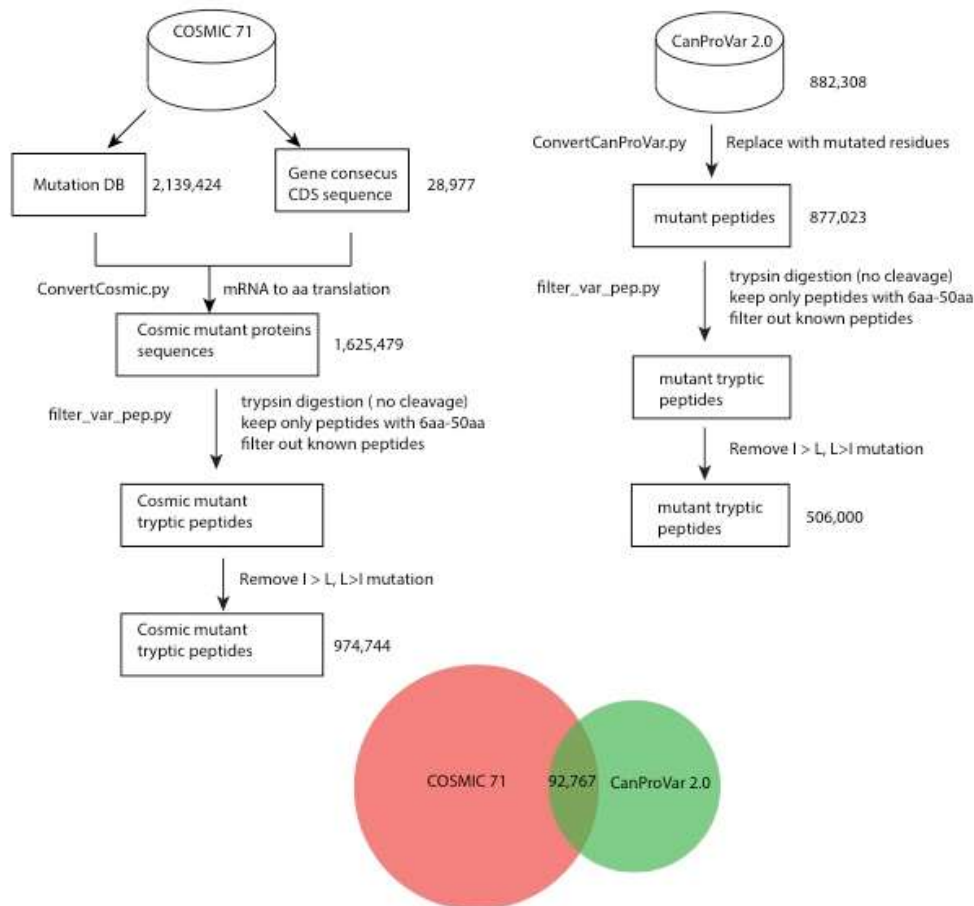 COSMIC 71
Mutation DB
2,139,424
Gene consecus
CDS sequence
28,977
ConvertCosmic.py
mRNA to aa translation
Cosmic mutant proteins
sequences
1,625,479
filter_var_pep.py
trypsin digestion ( no cleavage)
keep only peptides with 6aa-50aa
filter out known peptides
Cosmic mutant
tryptic peptides
Remove I > L, L>I mutation
Cosmic mutant
tryptic peptides
974,744
CanProVar 2.0
882,308
ConvertCanProVar.py
Replace with mutated residues
mutant peptides
877,023
filter_var_pep.py
trypsin digestion (no cleavage)
keep only peptides with 6aa-50aa
filter out known peptides
mutant tryptic
peptides
Remove I > L, L>I mutation
mutant tryptic
peptides
506,000
COSMIC 71
92,767
CanProVar 2.0